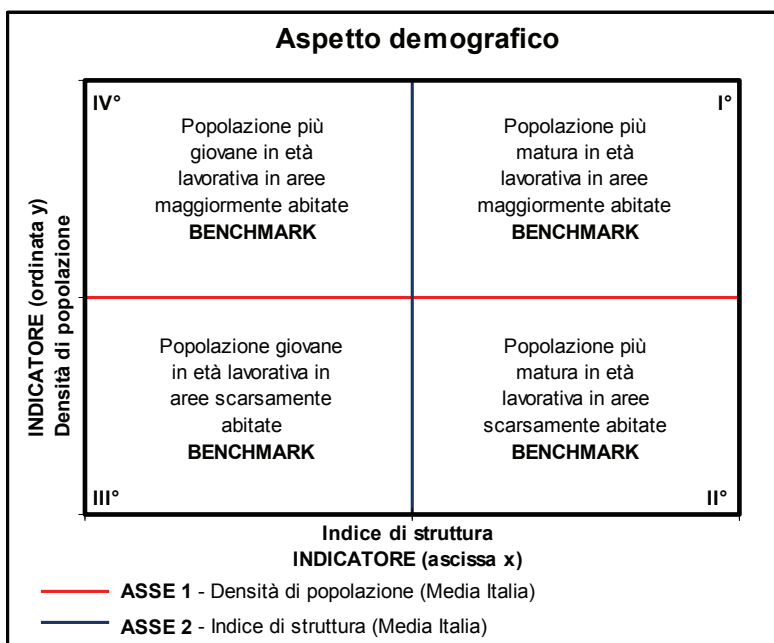 Aspetto demografico
IV°
I°
Popolazione più
giovane in età
lavorativa in aree
maggiormente abitate
BENCHMARK
Popolazione più
matura in età
lavorativa in aree
maggiormente abitate
BENCHMARK
INDICATORE (ordinata y)
Densità di popolazione
Popolazione giovane
in età lavorativa in
aree scarsamente
abitate
BENCHMARK
Popolazione più
matura in età
lavorativa in aree
scarsamente abitate
BENCHMARK
III°
II°
Indice di struttura
INDICATORE (ascissa x)
ASSE 1 - Densità di popolazione (Media Italia)
ASSE 2 - Indice di struttura (Media Italia)